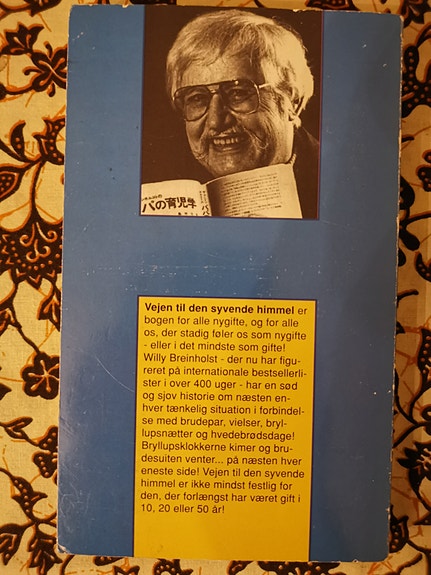 パの育児学
Vejen til den syvende himmel er
bogen for alle nygifte, og for alle
os, der stadig føler os som nygifte
- eller i det mindste som gifte!
Willy Breinholst - der nu har figu-
reret på internationale bestsellerli-
ster i over 400 uger - har en sød
og sjov historie om næsten en-
hver tænkelig situation i forbindel-
se med brudepar, vielser, bryl-
lupsnætter og hvedebrødsdage!
Bryllupsklokkerne kimer og bru-
desuiten venter... på næsten hver
eneste side! Vejen til den syvende
himmel er ikke mindst festlig for
den, der forlængst har været gift i
10, 20 eller 50 år!